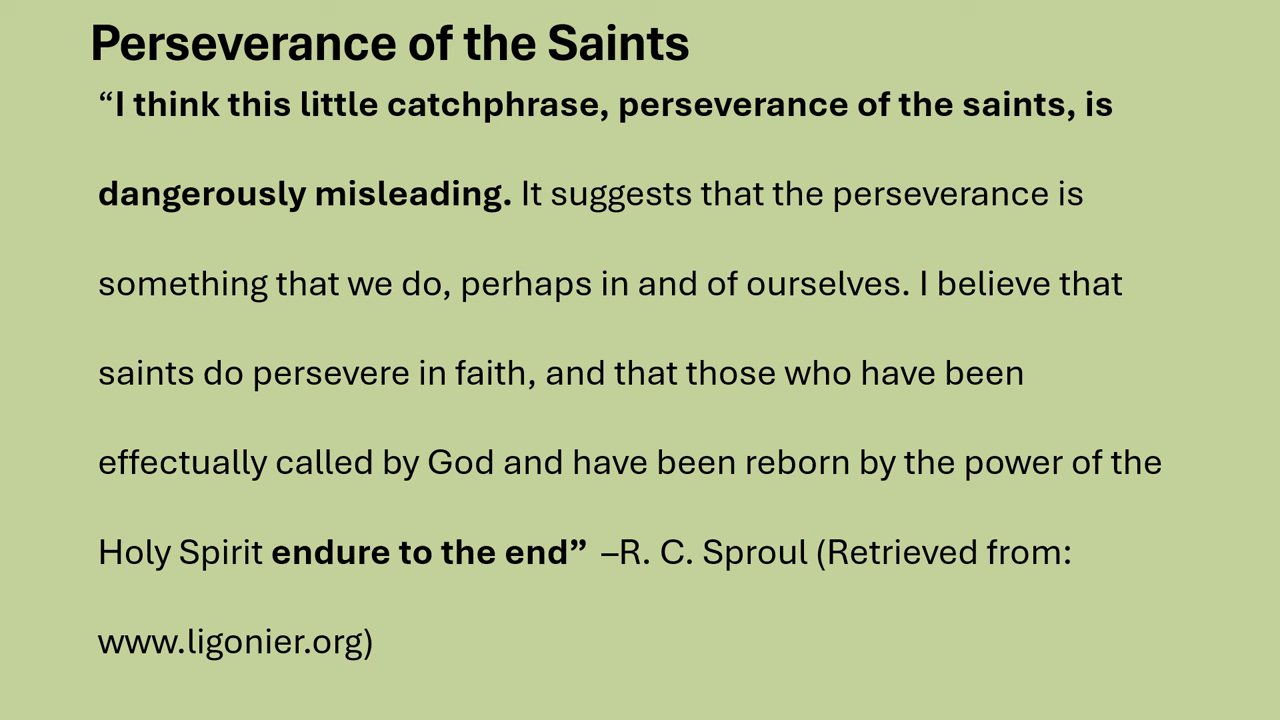 Perseverance of the Saints
“I think this little catchphrase, perseverance of the saints, is
dangerously misleading. It suggests that the perseverance is
something that we do, perhaps in and of ourselves. I believe that
saints do persevere in faith, and that those who have been
effectually called by God and have been reborn by the power of the
Holy Spirit endure to the end” –R. C. Sproul (Retrieved from:
www.ligonier.org)